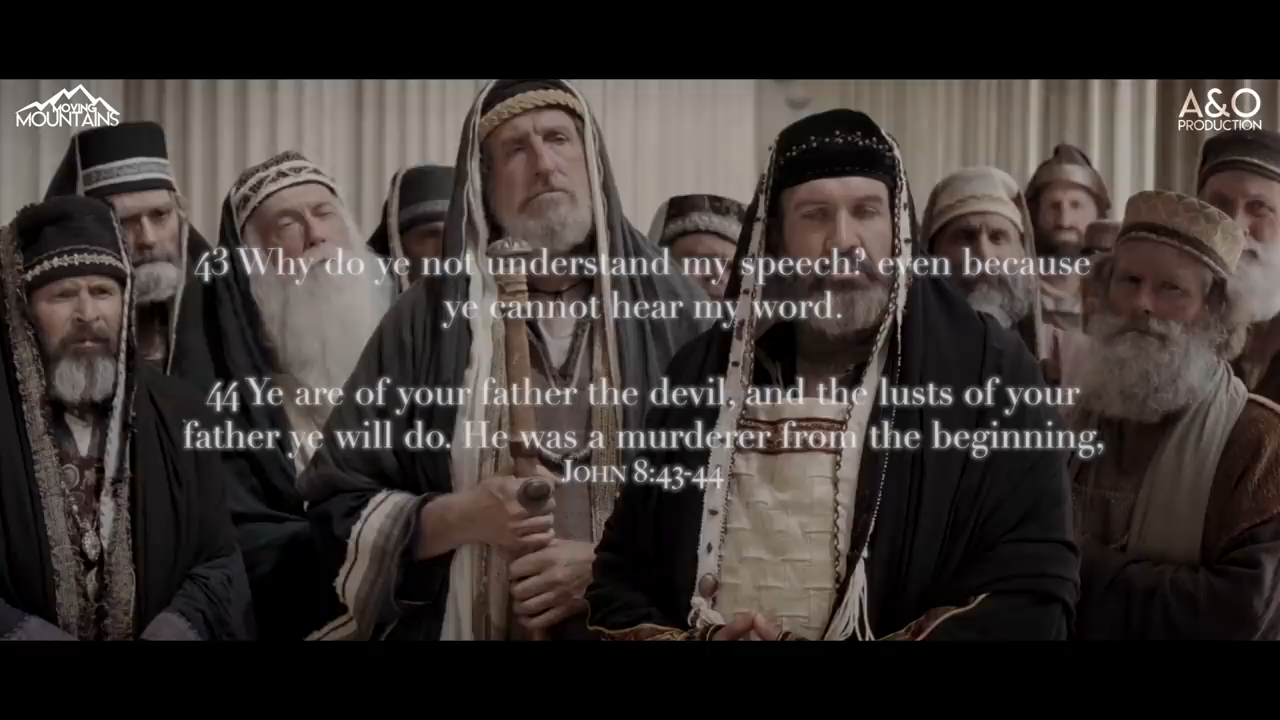 MOVING
MOUNTAINS
A&O
PRODUCTION
43 Why do ye not understand my speech? even because
ye cannot hear my word.
44 Ye are of your father the devil, and the lusts of your
father ye will do. He was a murderer from the beginning,
John 8:43-44